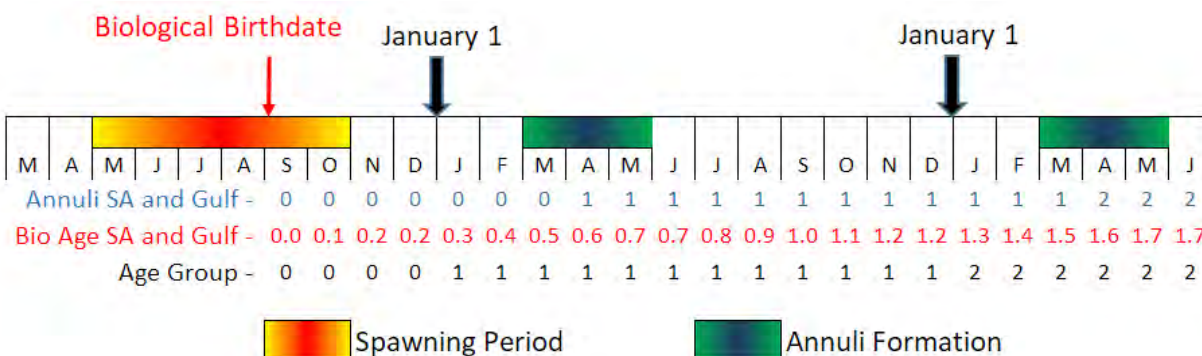 Biological Birthdate
January 1
January 1
M A M J J A S O N D J F M A M J J A S O N D J F M A M J
Annuli SA and Gulf - 0 0 0 0 0 0 0 1 1 1 1 1 1 1 1 1 1 1 1 2 2 2
Bio Age SA and Gulf - 0.0 0.1 0.2 0.2 0.3 0.4 0.5 0.6 0.7 0.7 0.8 0.9 1.0 1.1 1.2 1.2 1.3 1.4 1.5 1.6 1.7 1.7
Age Group - 0 0 0 0 1 1 1 1 1 1 1 1 1 1 1 1 2 2 2 2 2 2
Spawning Period
Annuli Formation